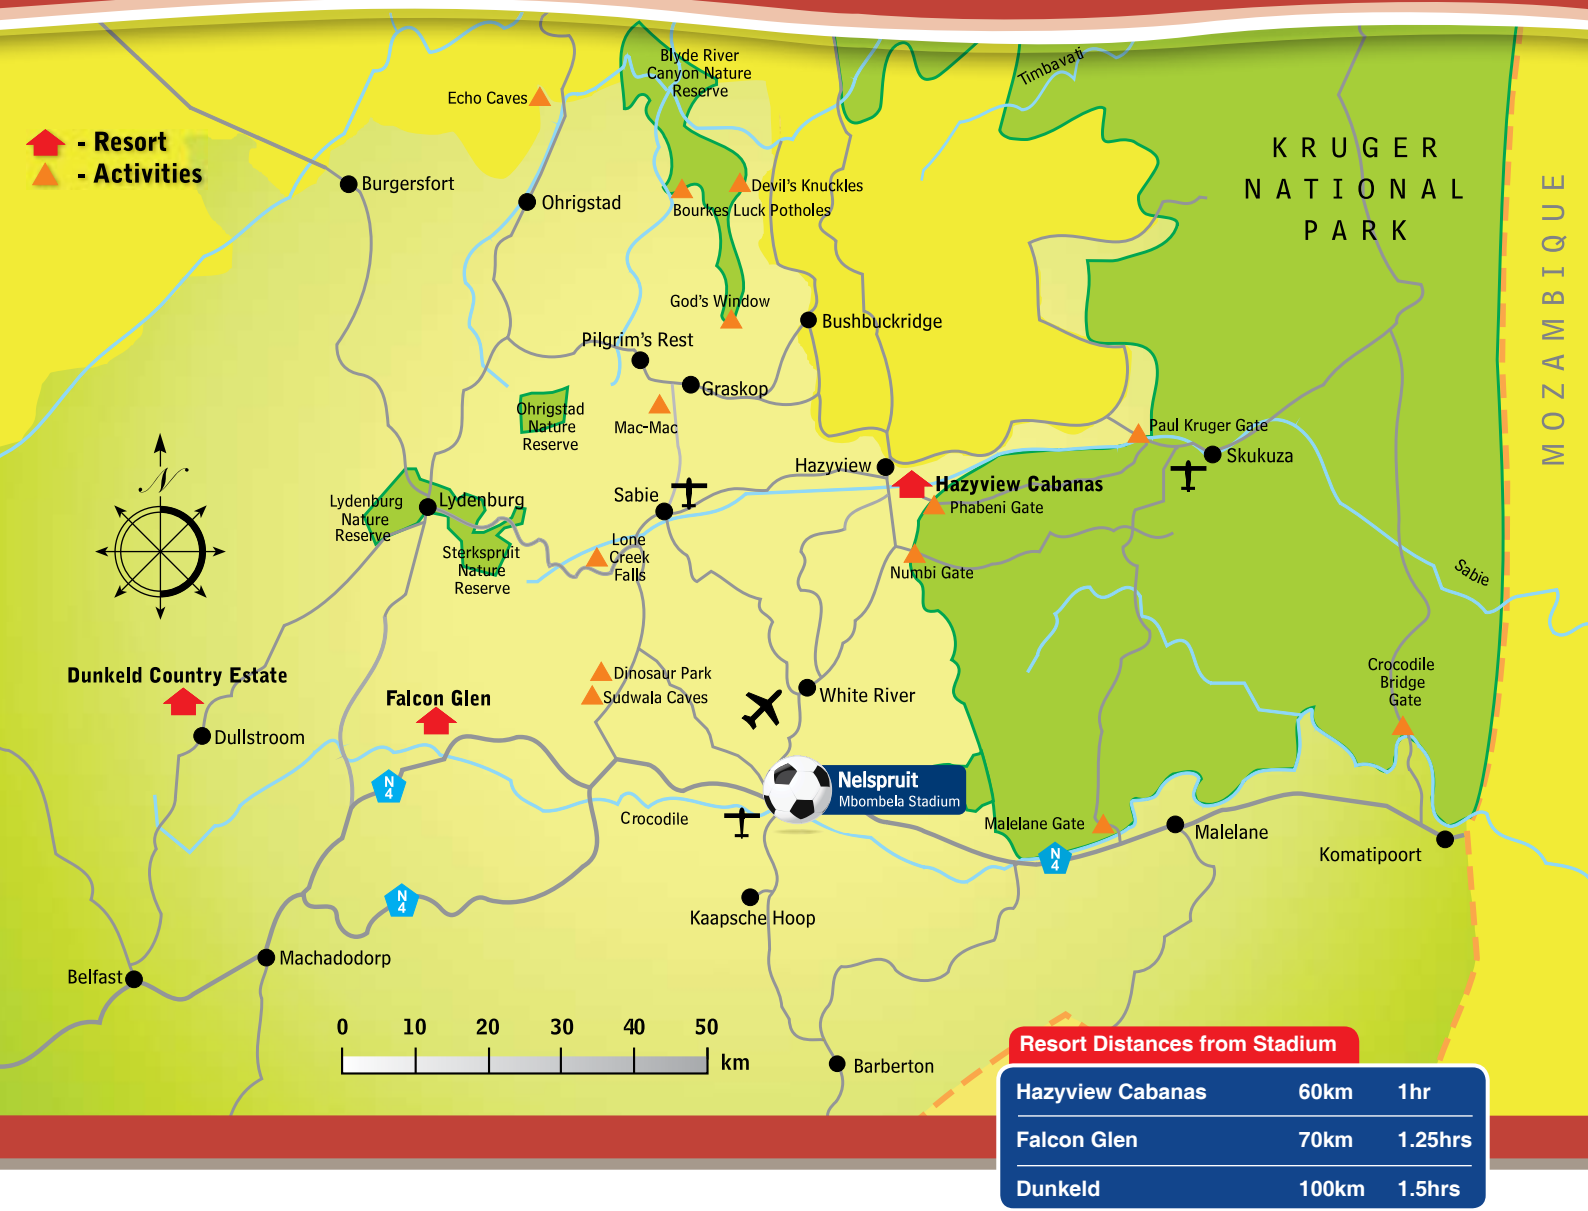 Blyde River
Canyon Nature
Reserve
Timbavati
Echo Caves
- Resort
- Activities
KRUGER
NATIONAL
PARK
MOZAMBIQUE
Burgersfort
Ohrigstad
Devil's Knuckles
Bourkes Luck Potholes
God's Window
Bushbuckridge
Pilgrim's Rest
Graskop
Ohrigstad
Nature
Reserve
Mac-Mac
Paul Kruger Gate
Skukuza
Hazyview
Hazyview Cabanas
Phabeni Gate
N
Lydenburg
Nature
Reserve
Lydenburg
Sabie
Sterkspruit
Nature
Reserve
Lone
Creek
Falls
Numbi Gate
Sabie
Dunkeld Country Estate
Falcon Glen
Dinosaur Park
Sudwala Caves
White River
Crocodile
Bridge
Gate
Dullstroom
N
4
Nelspruit
Mbombela Stadium
Crocodile
Malelane Gate
Malelane
N
4
Komatipoort
N
4
Kaapsche Hoop
Machadodorp
Belfast
0 10 20 30 40 50
km
Barberton
Resort Distances from Stadium
Hazyview Cabanas 60km 1hr
Falcon Glen 70km 1.25hrs
Dunkeld 100km 1.5hrs